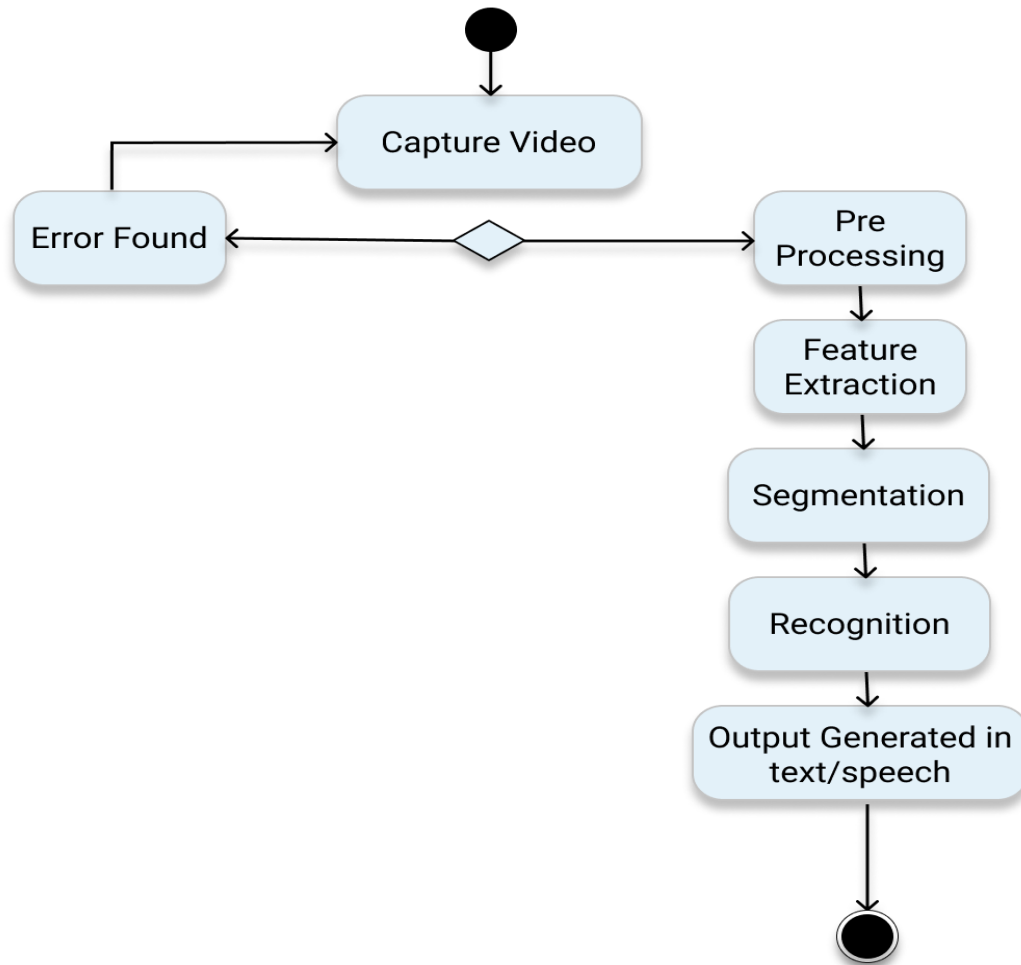 Capture Video
Error Found
Pre
Processing
Feature
Extraction
Segmentation
Recognition
Output Generated in
text/speech